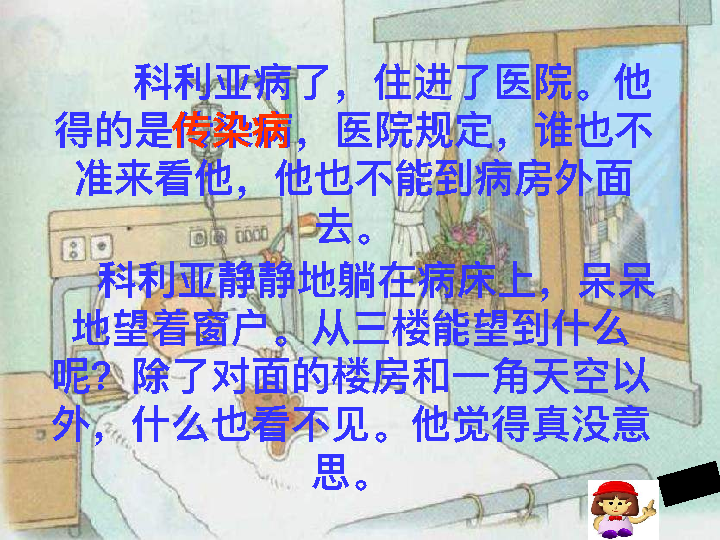 科利亚病了，住进了医院。他
得的是传染病，医院规定，谁也不
准来看他，他也不能到病房外面
去。
科利亚静静地躺在病床上，呆呆
地望着窗户。从三楼能望到什么
呢？除了对面的楼房和一角天空以
外，什么也看不见。他觉得真没意
思。